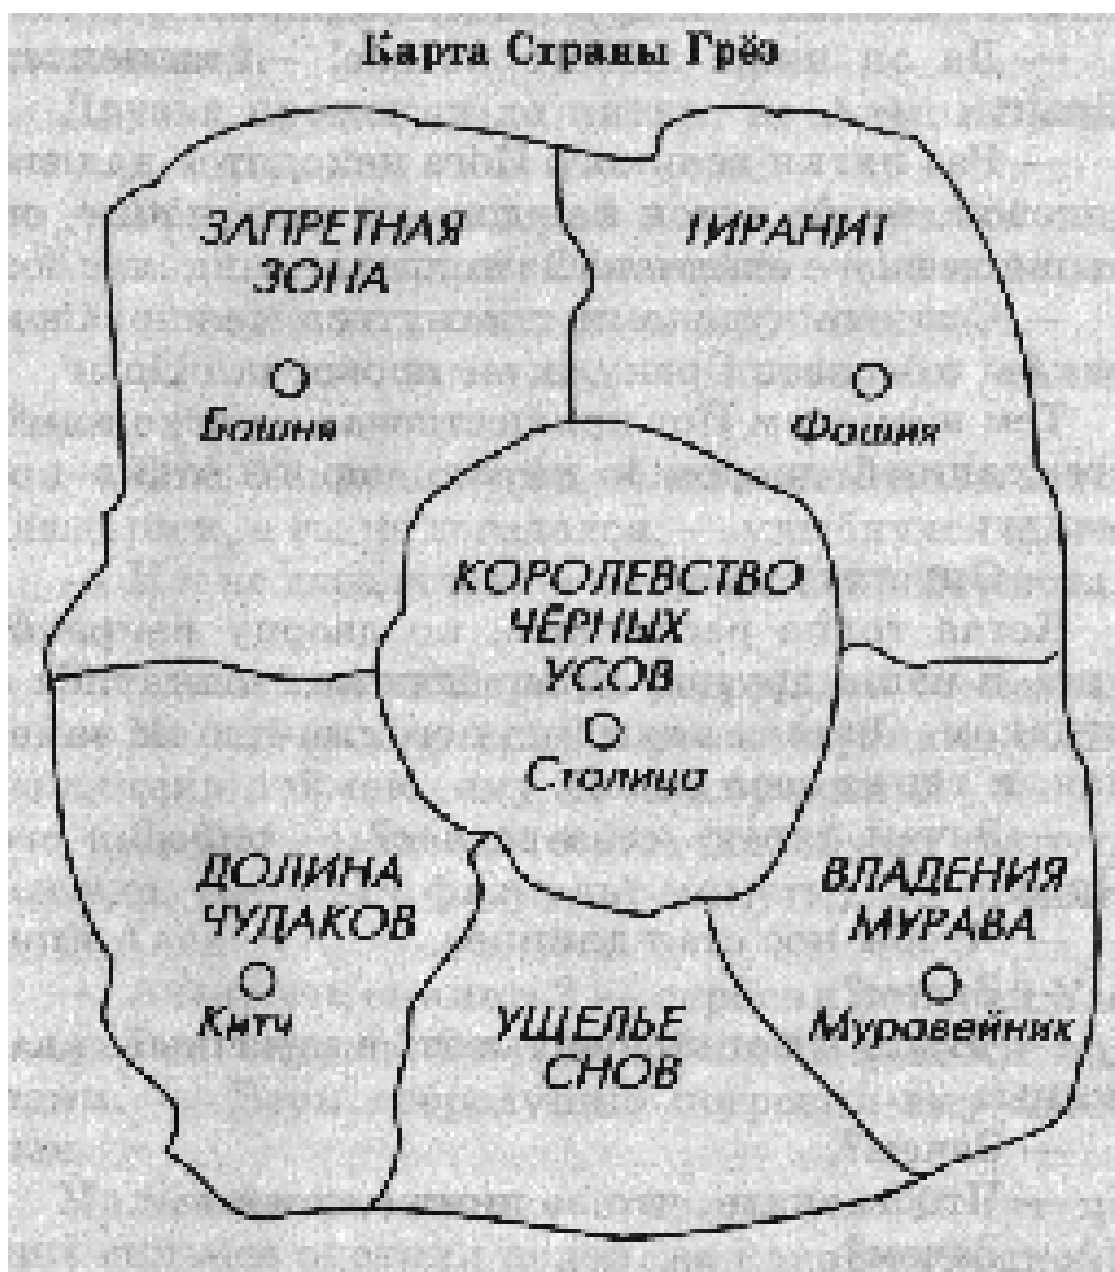 Карта Страны Грёз
ЗАПРЕТНАЯ
ЗОНА
Башня
ТИРАНИТ
Фашия
КОРОЛЕВСТВО
ЧЁРНЫХ
УСОВ
Столица
ДОЛИНА
ЧУДАКОВ
Китч
УЩЕЛЬЕ
СНОВ
ВЛАДЕНИЯ
МУРАВА
Муравейник